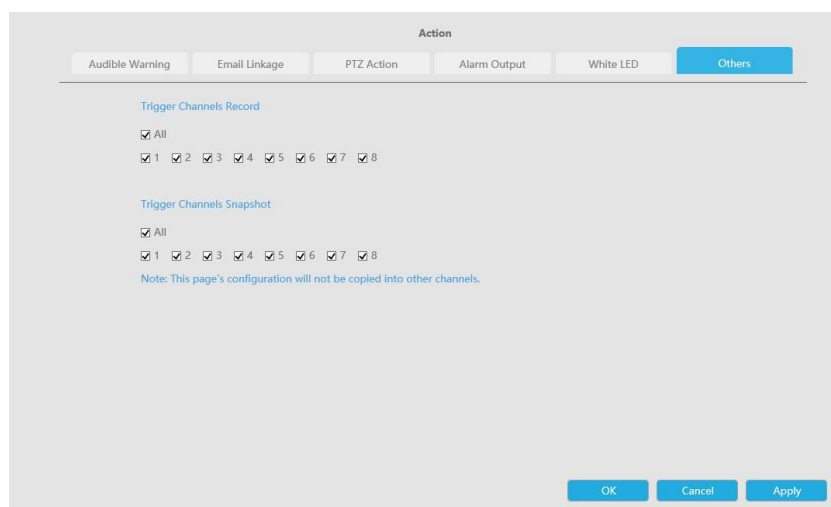 Action
Audible Warning Email Linkage PTZ Action Alarm Output White LED Others
Trigger Channels Record
All
1 2 3 4 5 6 7 8
Trigger Channels Snapshot
All
1 2 3 4 5 6 7 8
Note: This page's configuration will not be copied into other channels.
OK Cancel Apply